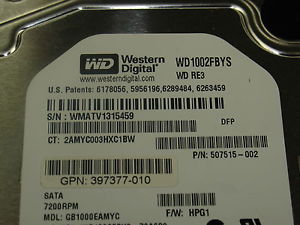 WD Western Digital WD1002FBYS
www.westerndigital.com WD RE3
U.S. Patents: 6178056, 5956196, 6289484, 6263459
S/N : WMATV1315459
DFP
CT: 2AMYC003HXC1BW
P/N: 507515-002
GPN: 397377-010
SATA
7200RPM F/W: HPG1
MDL: GB1000EAMYC